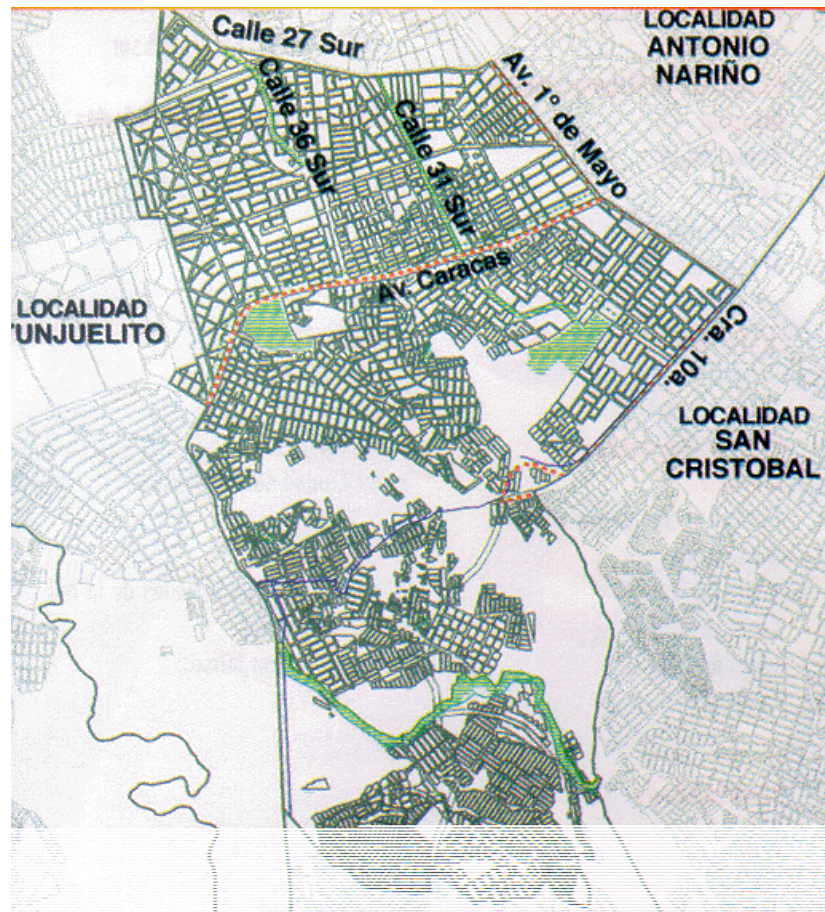 LOCALIDAD
ANTONIO
NARIÑO
Calle 27 Sur
Av. 1º de Mayo
Calle 36 Sur
Calle 31 Sur
Av. Caracas
LOCALIDAD
TUNJUELITO
Cra. 10a.
LOCALIDAD
SAN
CRISTOBAL